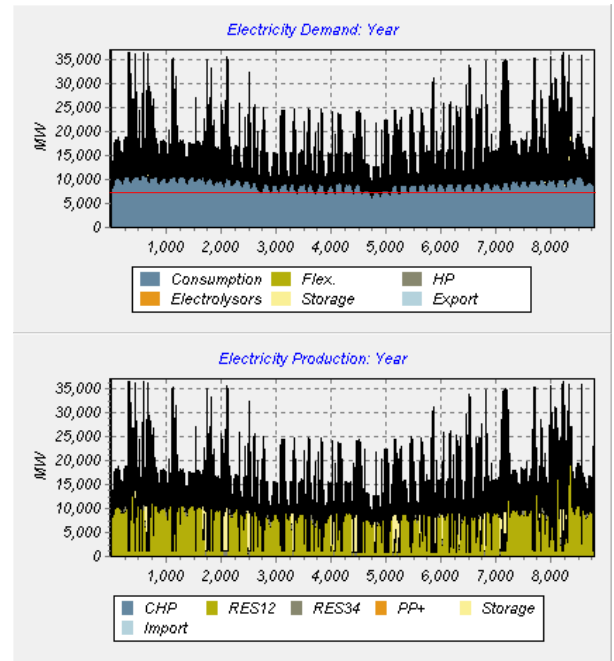 Electricity Demand: Year
35,000
30,000
25,000
20,000
15,000
10,000
5,000
0
MW
1,000 2,000 3,000 4,000 5,000 6,000 7,000 8,000
Consumption Flex. HP
Electrolysors Storage Export
Electricity Production: Year
35,000
30,000
25,000
20,000
15,000
10,000
5,000
0
MW
1,000 2,000 3,000 4,000 5,000 6,000 7,000 8,000
CHP RES12 RES34 PP+ Storage
Import